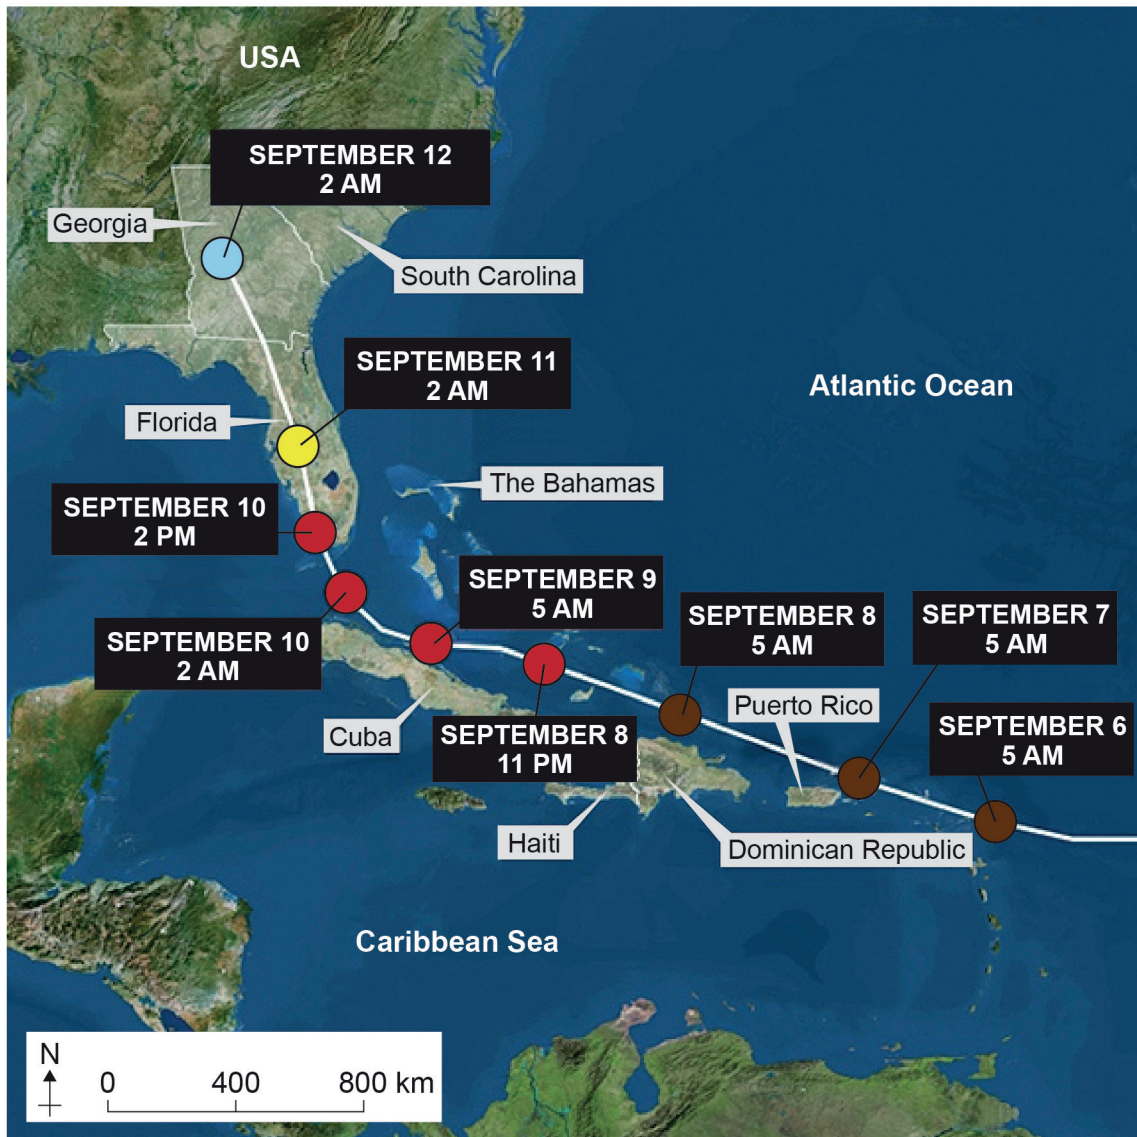 USA
SEPTEMBER 12
2 AM
Georgia
South Carolina
SEPTEMBER 11
2 AM
Atlantic Ocean
Florida
The Bahamas
SEPTEMBER 10
2 PM
SEPTEMBER 9
5 AM
SEPTEMBER 8
5 AM
SEPTEMBER 7
5 AM
SEPTEMBER 10
2 AM
Puerto Rico
Cuba
SEPTEMBER 8
11 PM
SEPTEMBER 6
5 AM
Haiti
Dominican Republic
Caribbean Sea
N
0 400 800 km